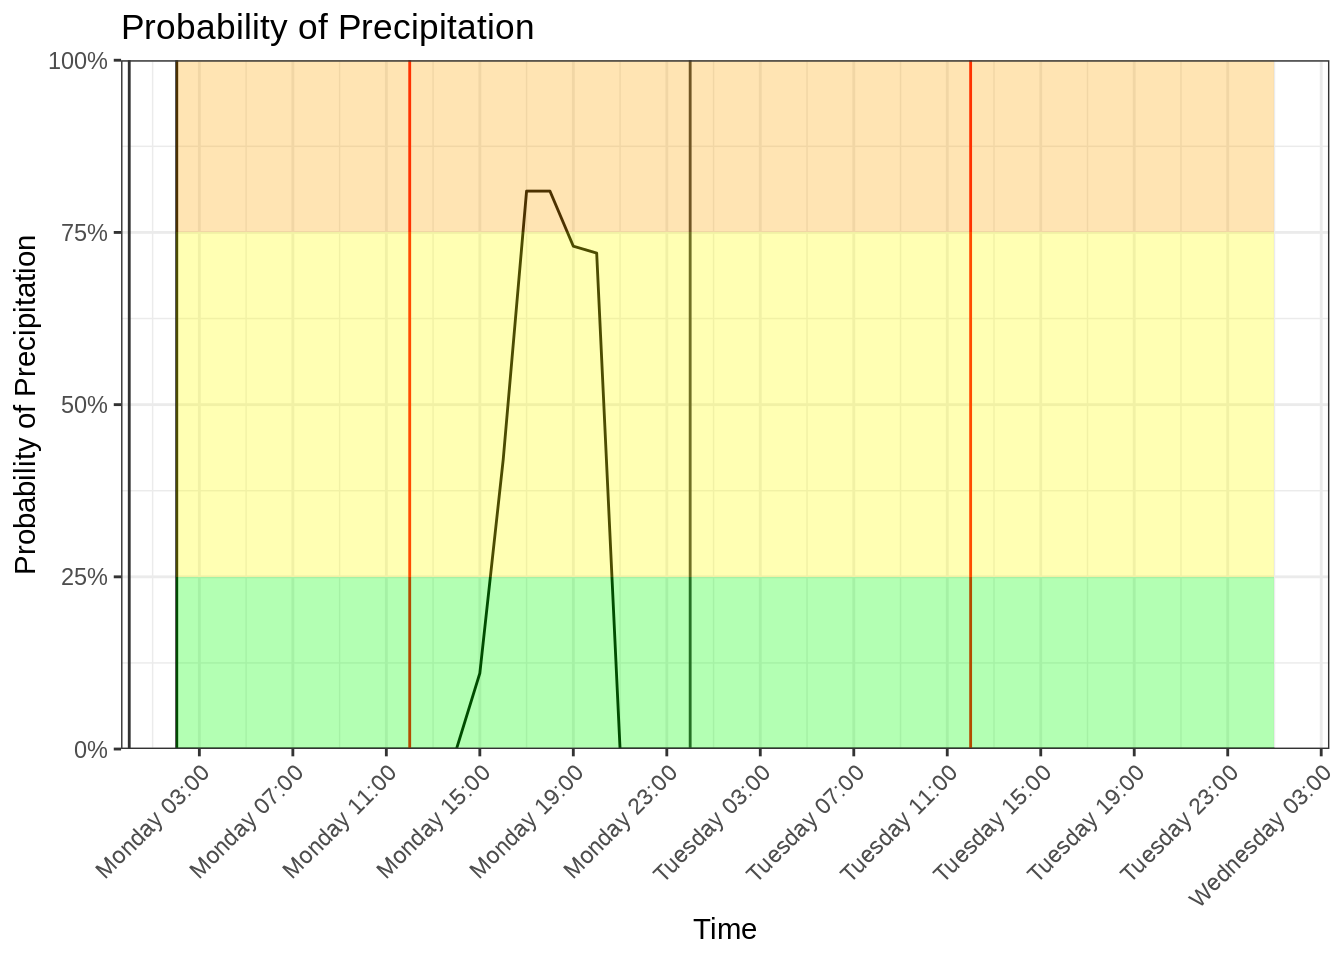 Probability of Precipitation
Probability of Precipitation
100%
75%
50%
25%
0%
Monday 03:00
Monday 07:00
Monday 11:00
Monday 15:00
Monday 19:00
Monday 23:00
Tuesday 03:00
Tuesday 07:00
Tuesday 11:00
Tuesday 15:00
Tuesday 19:00
Tuesday 23:00
Wednesday 03:00
Time